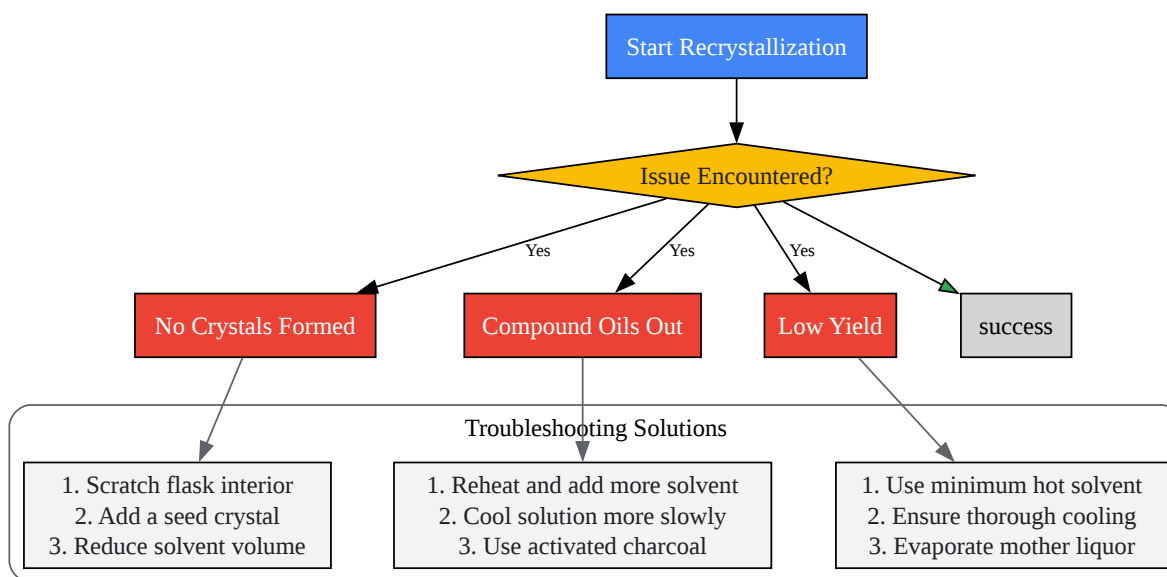 Start Recrystallization
Issue Encountered?
Yes
Yes
Yes
No Crystals Formed
Compound Oils Out
Low Yield
success
Troubleshooting Solutions
1. Scratch flask interior
2. Add a seed crystal
3. Reduce solvent volume
1. Reheat and add more solvent
2. Cool solution more slowly
3. Use activated charcoal
1. Use minimum hot solvent
2. Ensure thorough cooling
3. Evaporate mother liquor